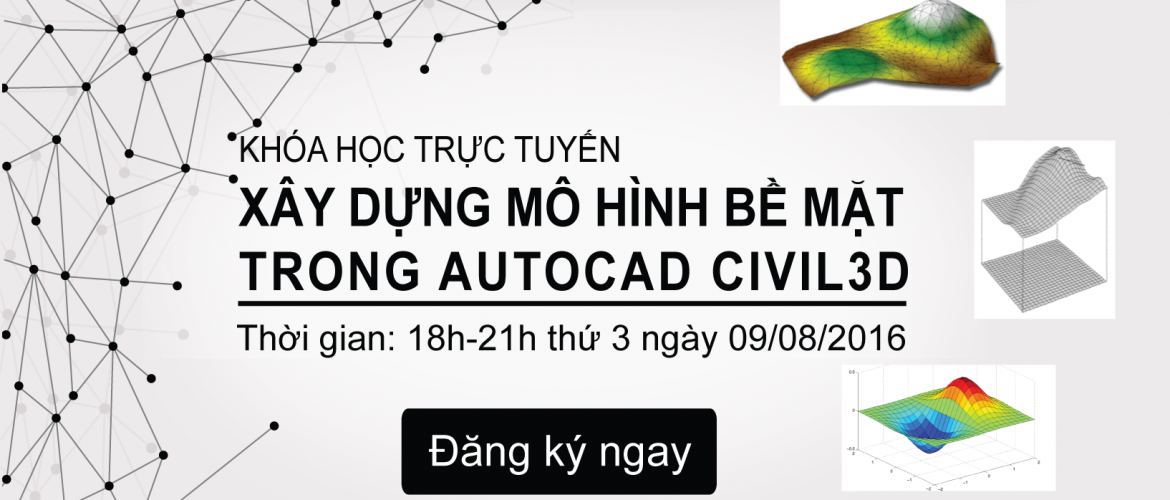 KHÓA HỌC TRỰC TUYẾN
XÂY DỰNG MÔ HÌNH BỀ MẶT
TRONG AUTOCAD CIVIL3D
Thời gian: 18h-21h thứ 3 ngày 09/08/2016
Đăng ký ngay